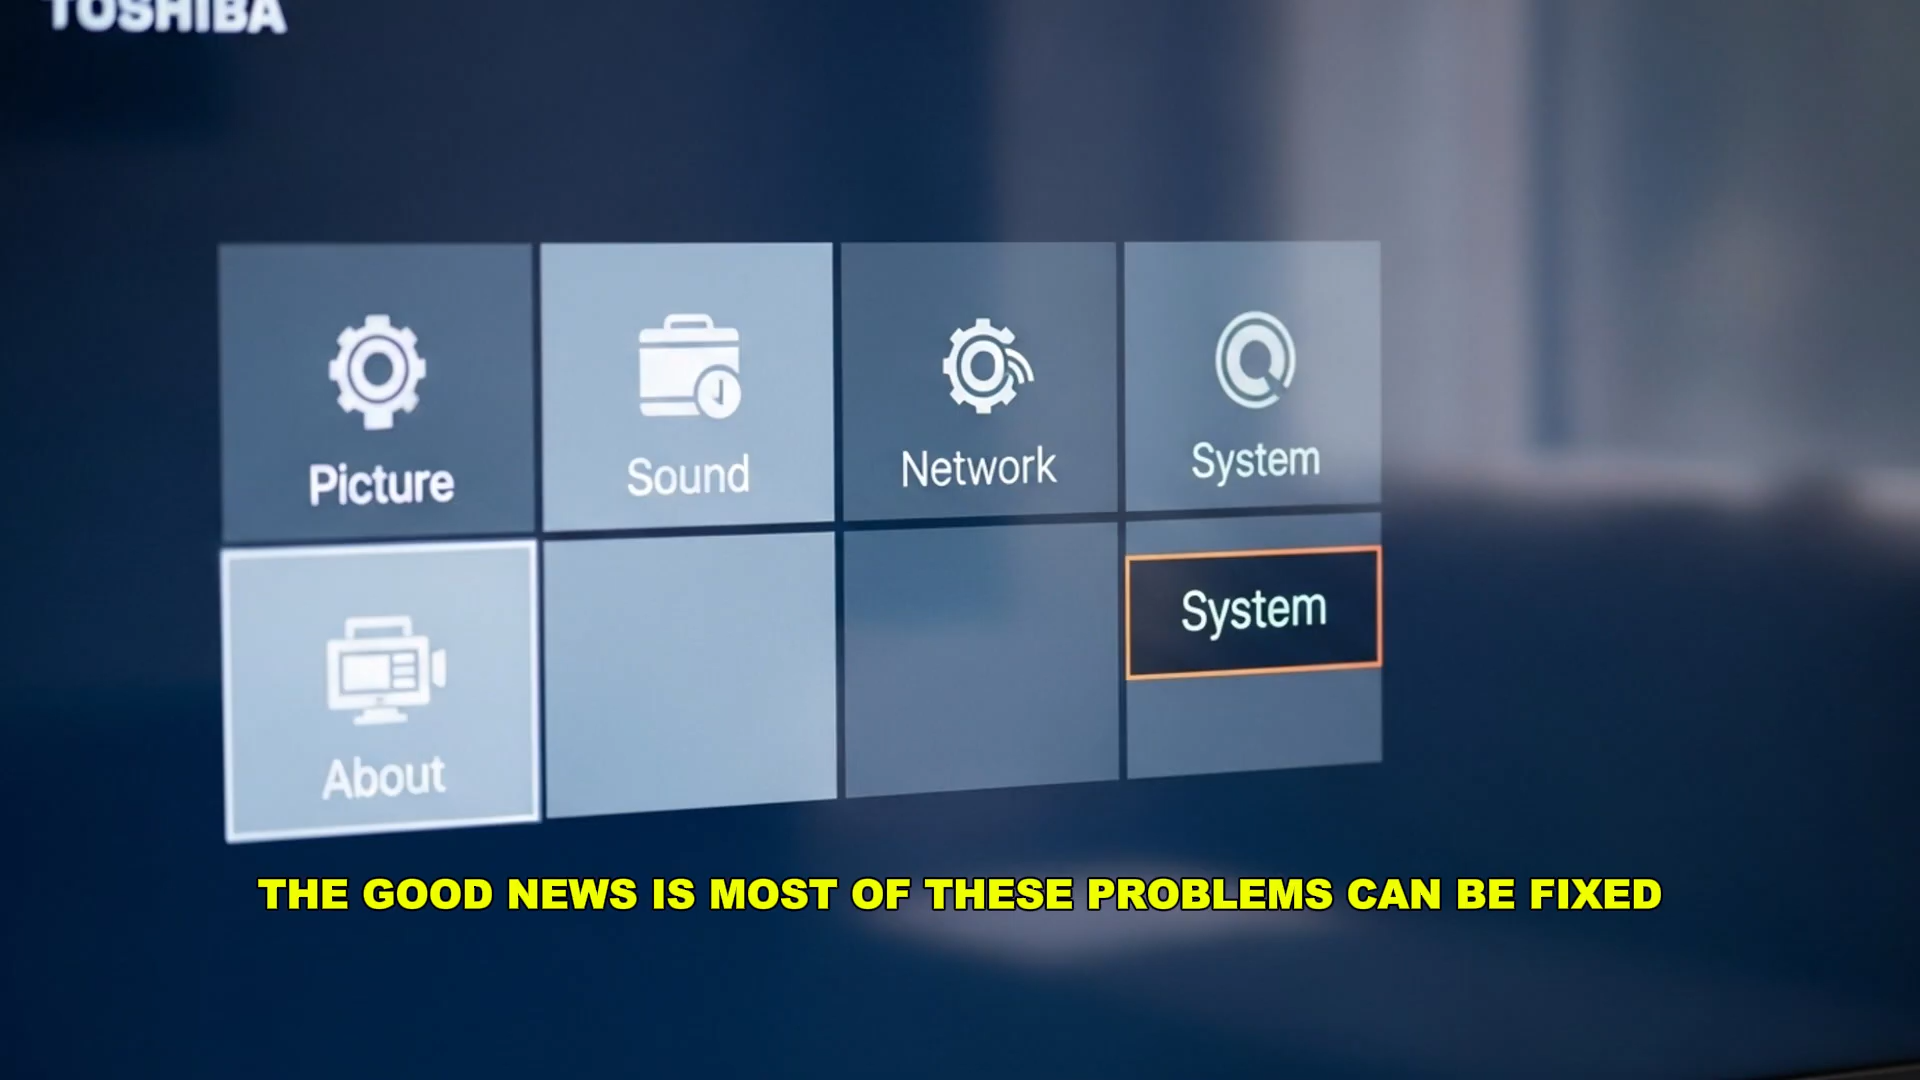 TOSHIBA
Picture
Sound
Network
System
About
System
THE GOOD NEWS IS MOST OF THESE PROBLEMS CAN BE FIXED